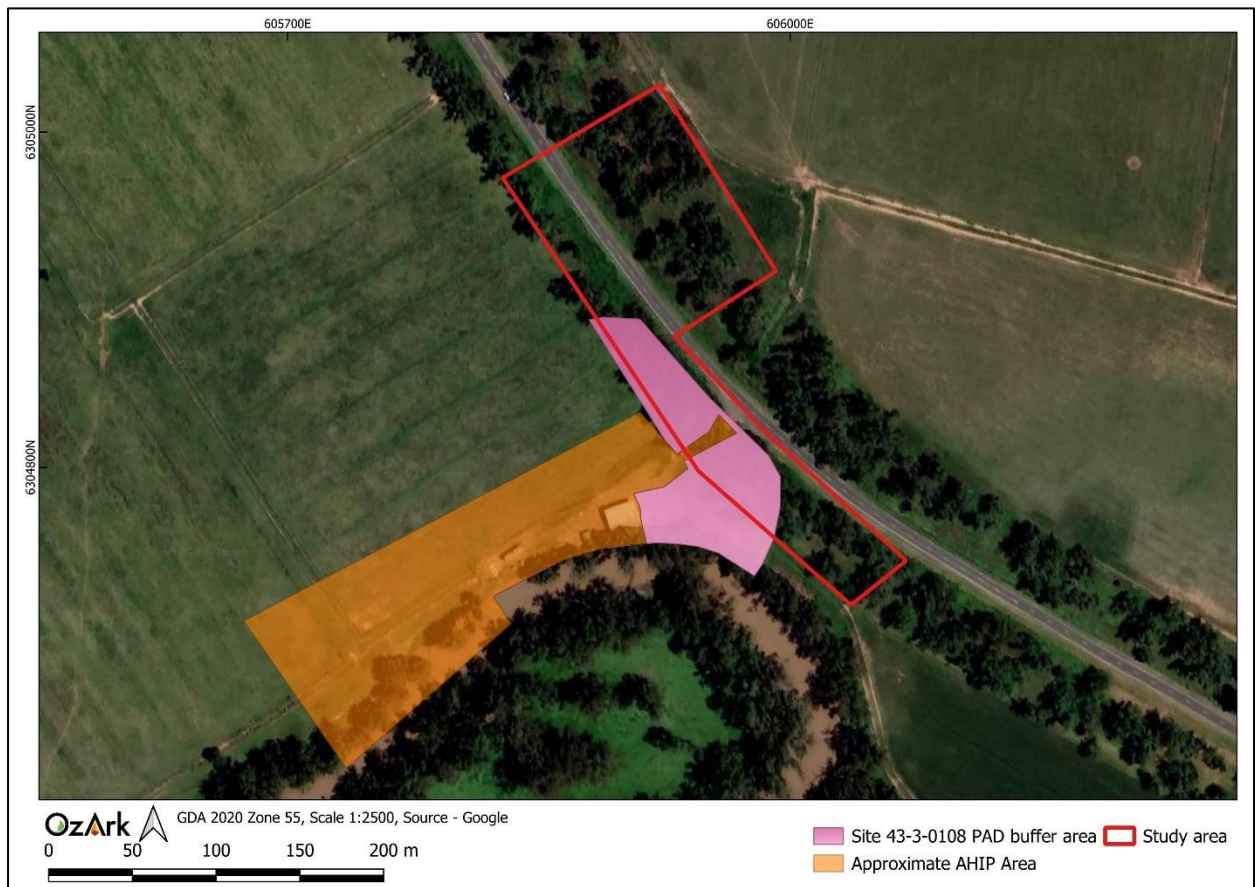 605700E
606000E
6305000N
6304800N
OzArk
GDA 2020 Zone 55, Scale 1:2500, Source - Google
0 50 100 150 200 m
Site 43-3-0108 PAD buffer area
Study area
Approximate AHIP Area